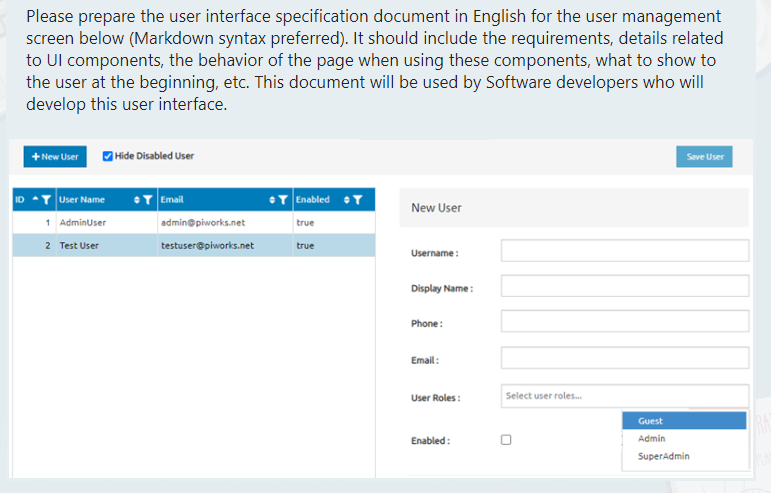 Please prepare the user interface specification document in English for the user management
screen below (Markdown syntax preferred). It should include the requirements, details related
to UI components, the behavior of the page when using these components, what to show to
the user at the beginning, etc. This document will be used by Software developers who will
develop this user interface.
+ New User
Hide Disabled User
Save User
ID User Name Email Enabled
1 AdminUser admin@piworks.net true
2 Test User testuser@piworks.net true
New User
Username :
Display Name :
Phone :
Email :
User Roles : Select user roles...
Guest
Admin
SuperAdmin
Enabled :